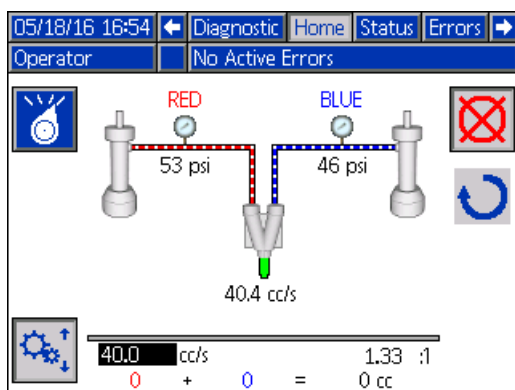 05/18/16 16:54 Diagnostic Home Status Errors
Operator No Active Errors
RED BLUE
53 psi 46 psi
40.4 cc/s
40.0 cc/s 1.33 :1
0 + 0 = 0 cc